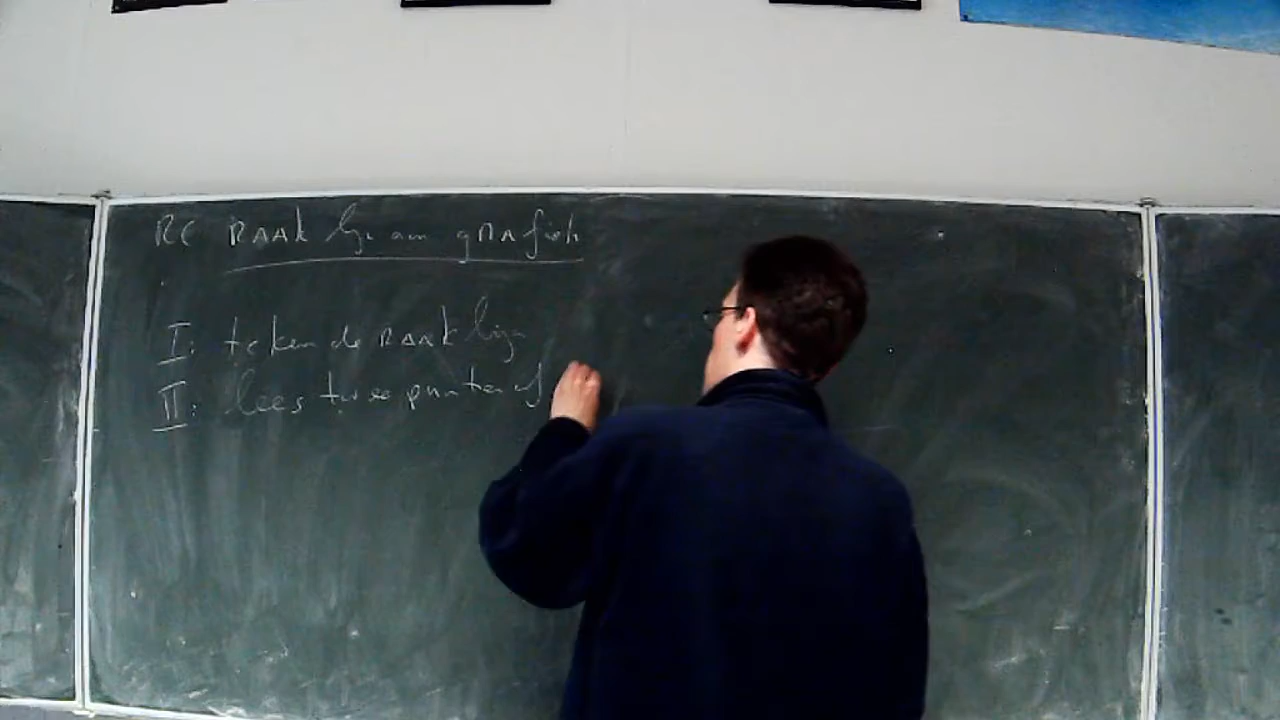 RC RAAKlijn aan gRAfiek
I: teken de RAAKlijn
II: lees twee punten af